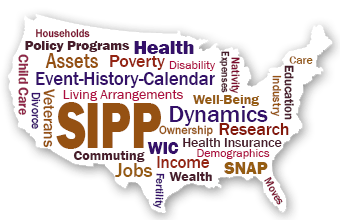 Households
Policy Programs
Health
Care
Assets
Poverty
Disability
Nativity
Expenses
Education
Industry
Child Care
Event-History-Calendar
Divorce
Veterans
Living Arrangements
Well-Being
SIPP
Dynamics
Ownership
Research
Commuting
WIC
Health Insurance
Demographics
Jobs
Income
SNAP
Fertility
Wealth
Moves